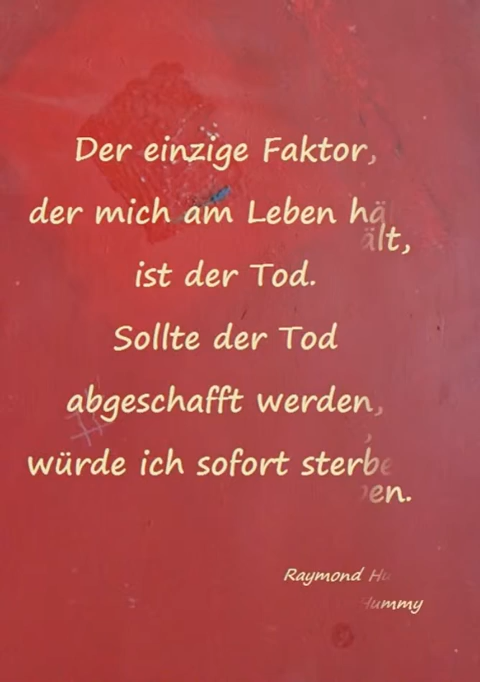 Der einzige Faktor,
der mich am Leben hält,
ist der Tod.
Sollte der Tod
abgeschafft werden,
würde ich sofort sterben.
Raymond Hummy